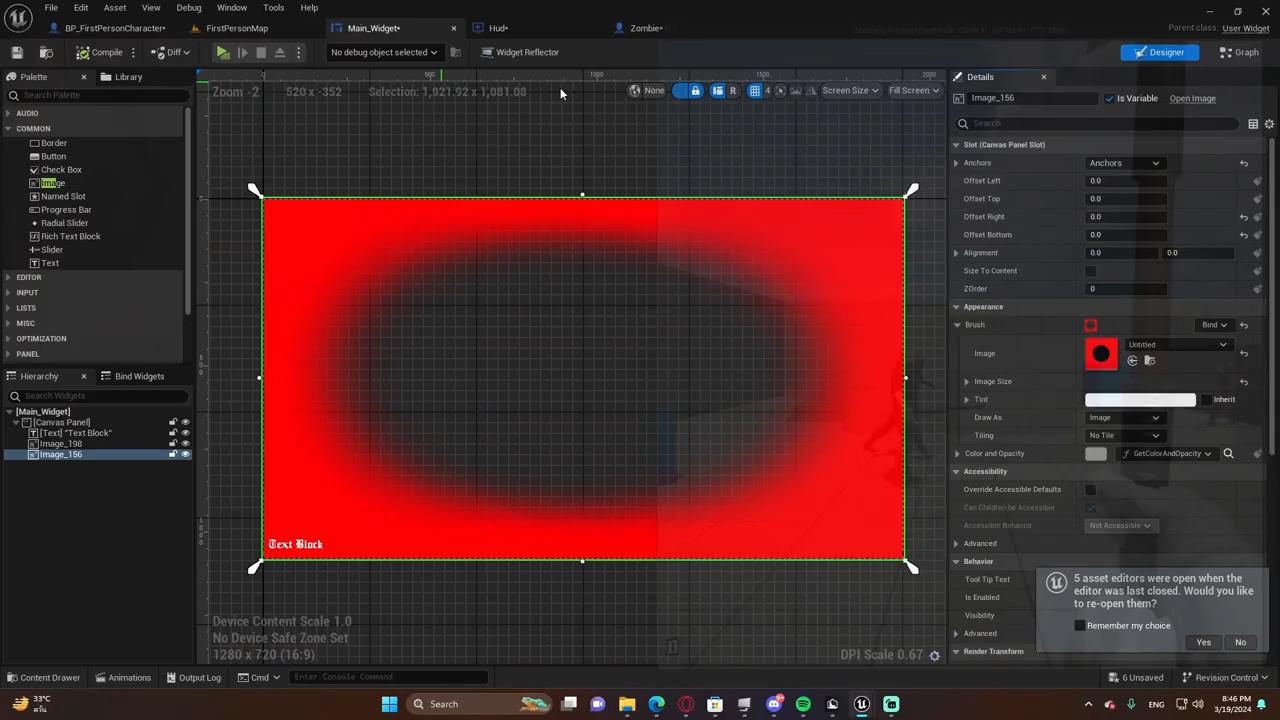 File Edit Asset View Debug Window Tools Help
BP_FirstPersonCharacter• FirstPersonMap Main_Widget• Hud• Zombie•
Parent class: User Widget
Compile Diff No debug object selected Widget Reflector Designer Graph
Palette Library
Search Palette
AUDIO
COMMON
Border
Button
Check Box
Image
Named Slot
Progress Bar
Radial Slider
Rich Text Block
Slider
Text
EDITOR
INPUT
LISTS
MISC
OPTIMIZATION
PANEL
Hierarchy Bind Widgets
Search Widgets
[Main_Widget]
[Canvas Panel]
[Text] "Text Block"
Image_198
Image_156
0 500 1000 1500 2000
Zoom -2 520 x -352 Selection: 1,921.92 x 1,081.08 None R 4 Screen Size Fill Screen
Text Block
Device Content Scale 1.0
No Device Safe Zone Set
1280 x 720 (16:9)
DPI Scale 0.67
Details
Image_156 Is Variable Open Image
Search
Slot (Canvas Panel Slot)
Anchors Anchors
Offset Left 0.0
Offset Top 0.0
Offset Right 0.0
Offset Bottom 0.0
Alignment 0.0 0.0
Size To Content
ZOrder 0
Appearance
Brush Bind
Image Untitled
Image Size
Tint Inherit
Draw As Image
Tiling No Tile
Color and Opacity GetColorAndOpacity
Accessibility
Override Accessible Defaults
Can Children be Accessible
Accessible Behavior Not Accessible
Advanced
Behavior
Tool Tip Text
Is Enabled
Visibility
Advanced
Render Transform
5 asset editors were open when the
editor was last closed. Would you like
to re-open them?
Remember my choice
Yes No
Content Drawer Animations Output Log Cmd Enter Console Command 6 Unsaved Revision Control
33°C
Haze
Search
ENG
8:46 PM
3/19/2024